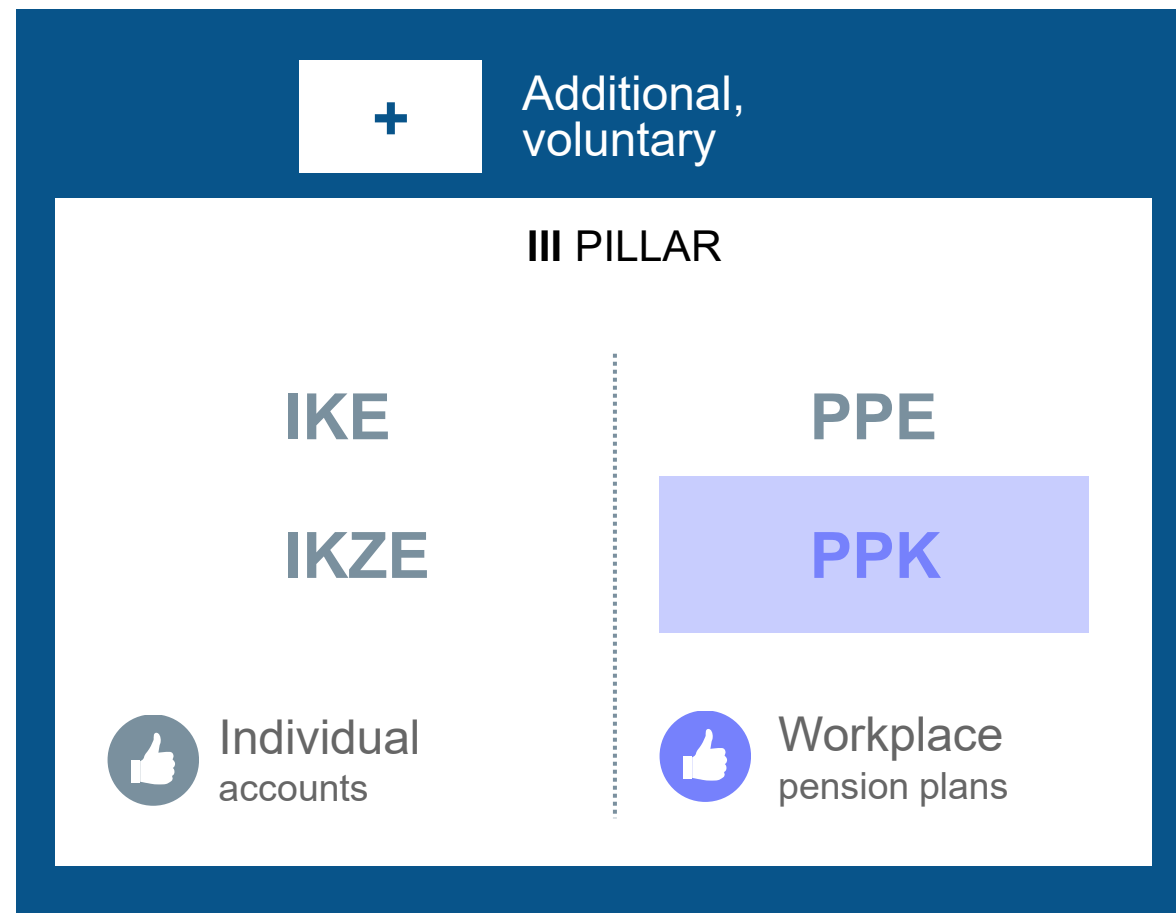 +
Additional,
voluntary
III PILLAR
IKE
IKZE
Individual
accounts
PPE
PPK
Workplace
pension plans